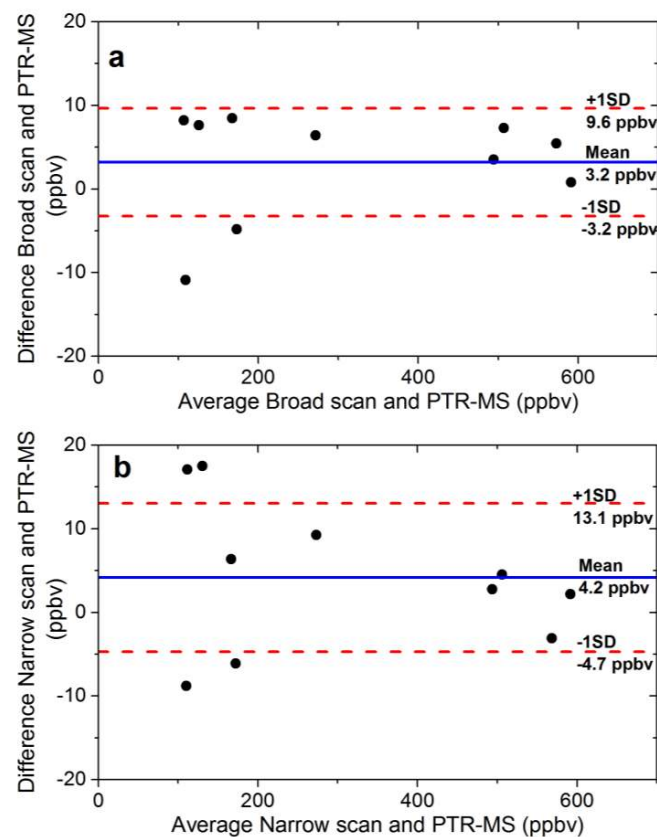 a
20
10
0
-10
-20
Difference Broad scan and PTR-MS
(ppbv)
+1SD
9.6 ppbv
Mean
3.2 ppbv
-1SD
-3.2 ppbv
0 200 400 600
Average Broad scan and PTR-MS (ppbv)
b
20
10
0
-10
-20
Difference Narrow scan and PTR-MS
(ppbv)
+1SD
13.1 ppbv
Mean
4.2 ppbv
-1SD
-4.7 ppbv
0 200 400 600
Average Narrow scan and PTR-MS (ppbv)